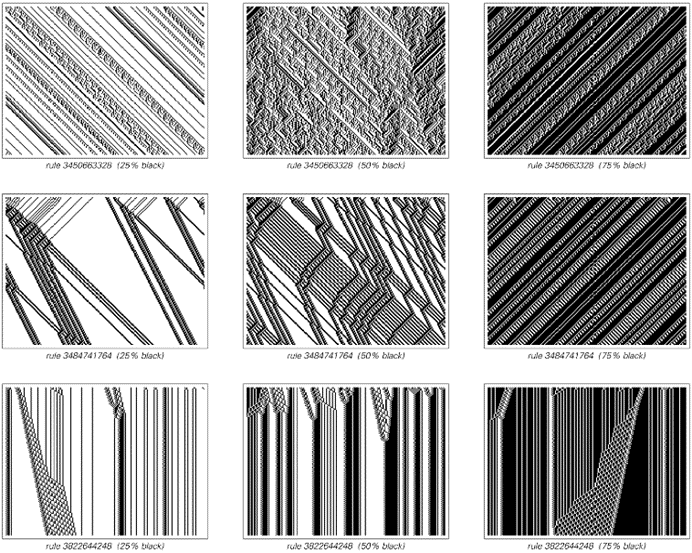 rule 3450663328 (25% black)
rule 3450663328 (50% black)
rule 3450663328 (75% black)
rule 3484741764 (25% black)
rule 3484741764 (50% black)
rule 3484741764 (75% black)
rule 3822644248 (25% black)
rule 3822644248 (50% black)
rule 3822644248 (75% black)